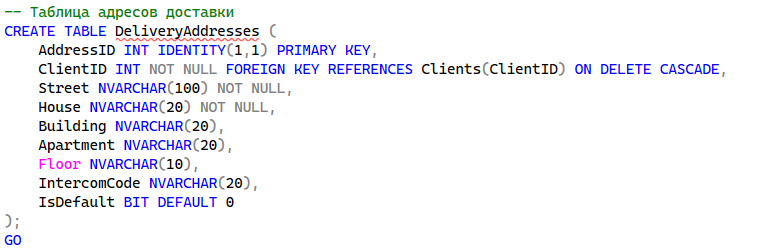 -- Таблица адресов доставки
CREATE TABLE DeliveryAddresses (
    AddressID INT IDENTITY(1,1) PRIMARY KEY,
    ClientID INT NOT NULL FOREIGN KEY REFERENCES Clients(ClientID) ON DELETE CASCADE,
    Street NVARCHAR(100) NOT NULL,
    House NVARCHAR(20) NOT NULL,
    Building NVARCHAR(20),
    Apartment NVARCHAR(20),
    Floor NVARCHAR(10),
    IntercomCode NVARCHAR(20),
    IsDefault BIT DEFAULT 0
);
GO